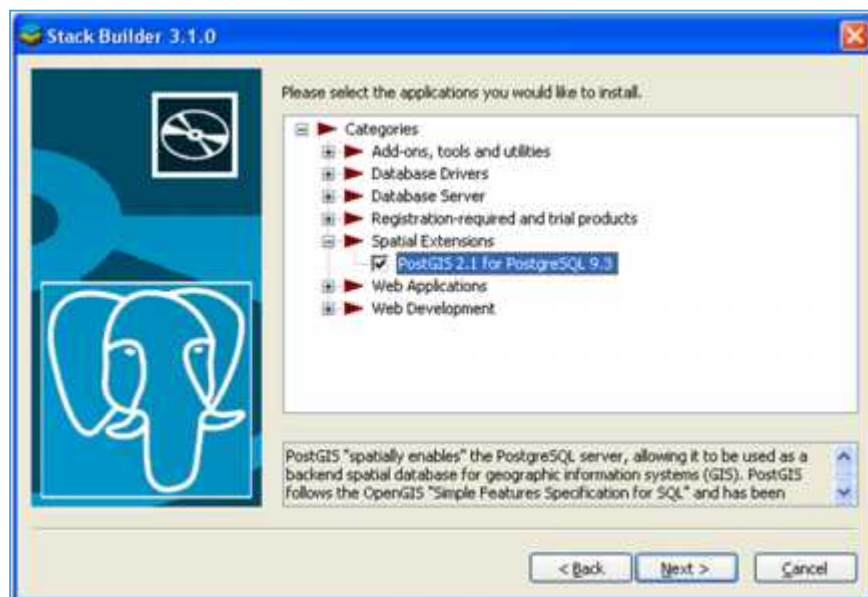 Stack Builder 3.1.0
Please select the applications you would like to install.
Categories
Add-ons, tools and utilities
Database Drivers
Database Server
Registration-required and trial products
Spatial Extensions
PostGIS 2.1 for PostgreSQL 9.3
Web Applications
Web Development
PostGIS "spatially enables" the PostgreSQL server, allowing it to be used as a
backend spatial database for geographic information systems (GIS). PostGIS
follows the OpenGIS "Simple Features Specification for SQL" and has been
< Back Next > Cancel